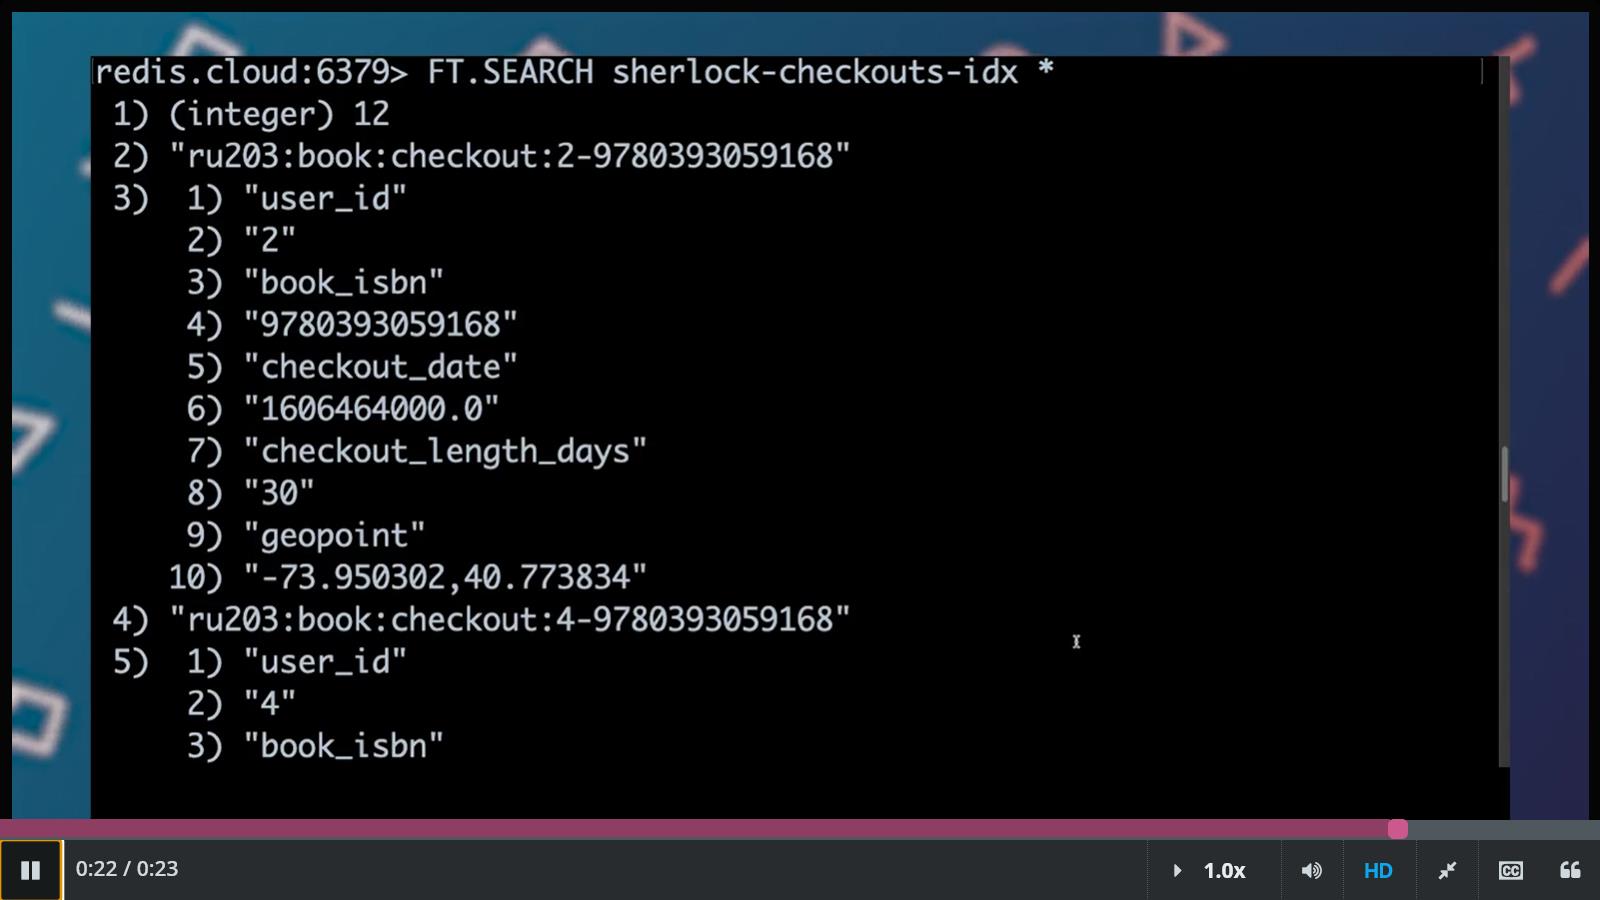 redis.cloud:6379> FT.SEARCH sherlock-checkouts-idx *
1) (integer) 12
2) "ru203:book:checkout:2-9780393059168"
3) 1) "user_id"
2) "2"
3) "book_isbn"
4) "9780393059168"
5) "checkout_date"
6) "1606464000.0"
7) "checkout_length_days"
8) "30"
9) "geopoint"
10) "-73.950302,40.773834"
4) "ru203:book:checkout:4-9780393059168"
5) 1) "user_id"
2) "4"
3) "book_isbn"
0:22 / 0:23 1.0x HD CC